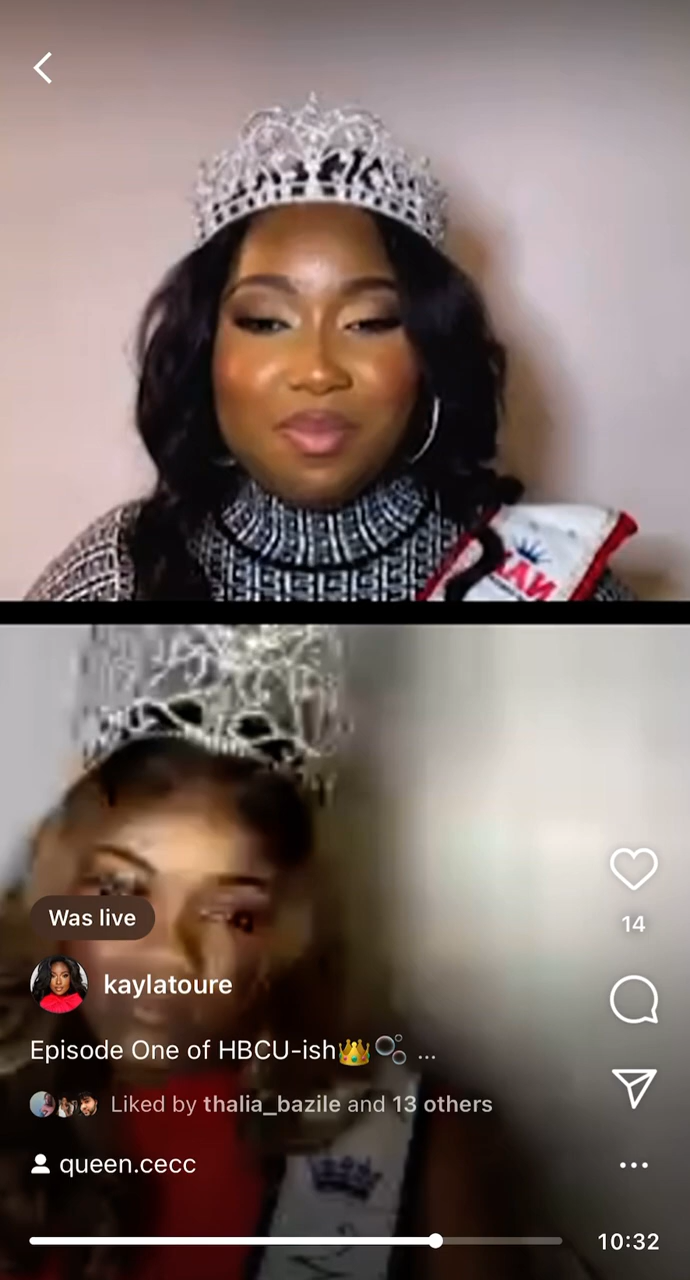 Was live
14
kaylatoure
Episode One of HBCU-ish👑🫧 ...
Liked by thalia_bazile and 13 others
queen.cecc
10:32